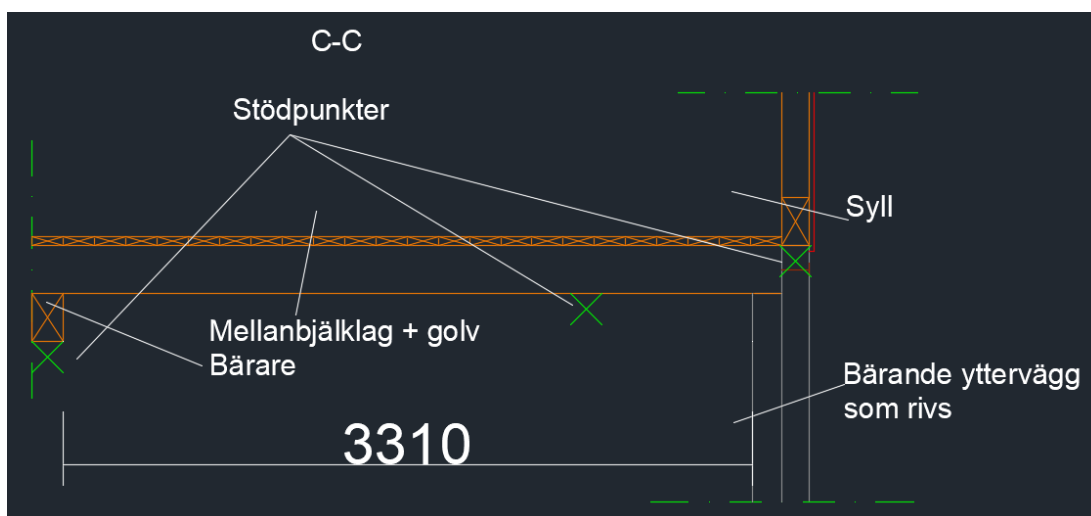 C-C
Stödpunkter
Syll
Mellanbjälklag + golv
Bärare
Bärande yttervägg
som rivs
3310